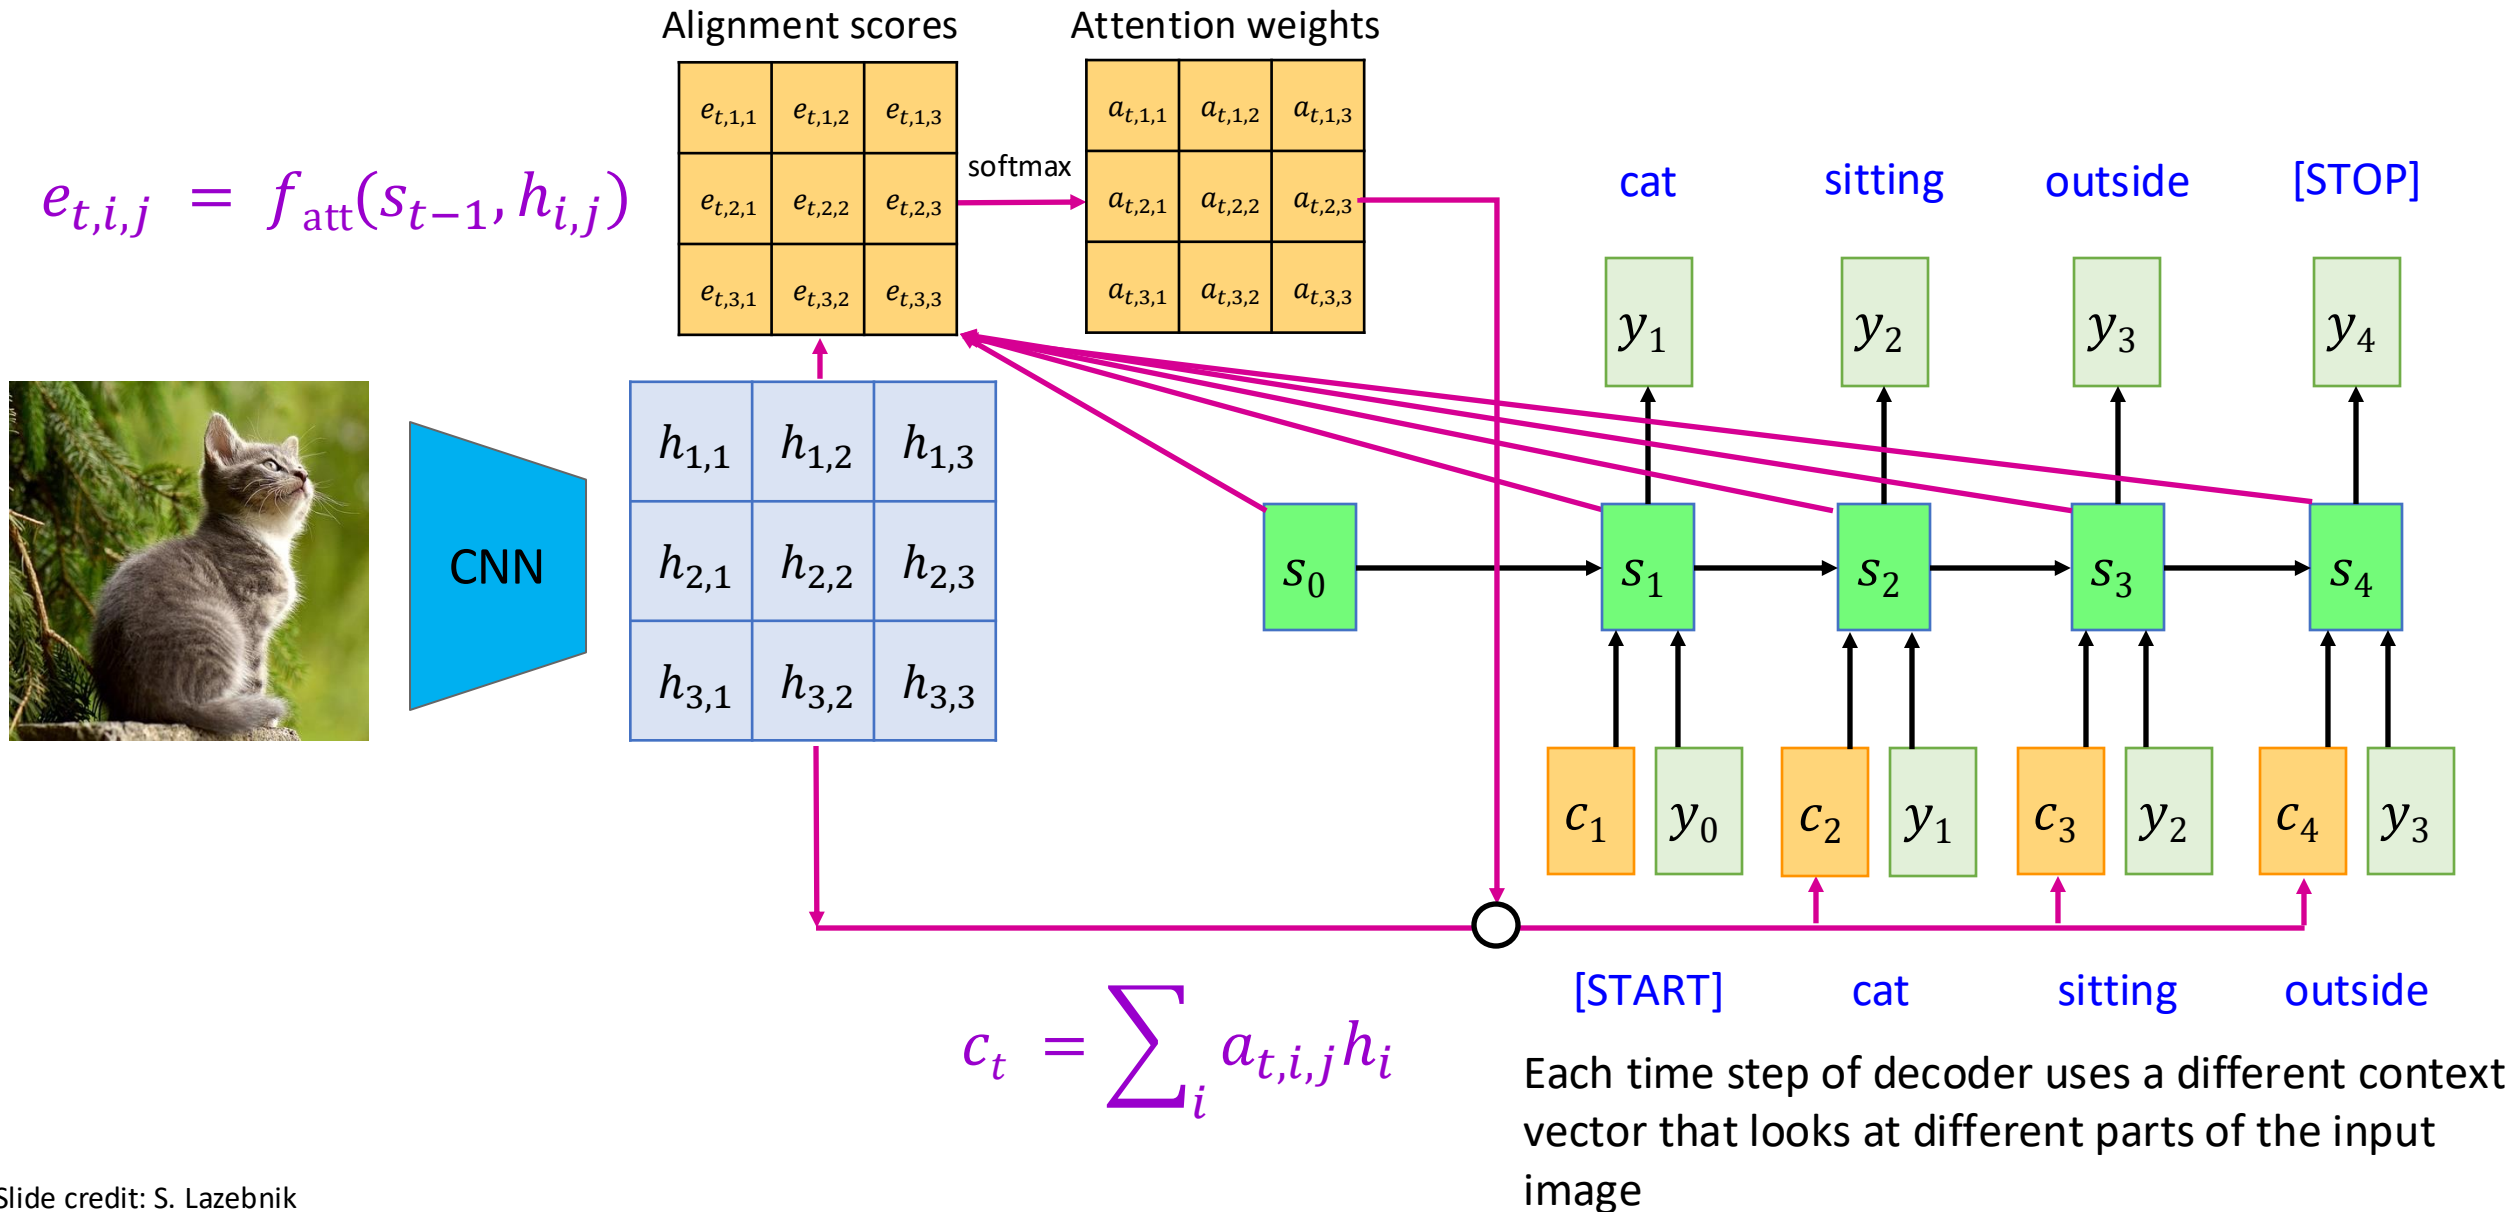 Alignment scores
Attention weights
e_{t,1,1} e_{t,1,2} e_{t,1,3}
a_{t,1,1} a_{t,1,2} a_{t,1,3}
softmax
e_{t,i,j} = f_{att}(s_{t−1}, h_{i,j})
e_{t,2,1} e_{t,2,2} e_{t,2,3}
a_{t,2,1} a_{t,2,2} a_{t,2,3}
e_{t,3,1} e_{t,3,2} e_{t,3,3}
a_{t,3,1} a_{t,3,2} a_{t,3,3}
cat sitting outside [STOP]
y_1 y_2 y_3 y_4
CNN
h_{1,1} h_{1,2} h_{1,3}
h_{2,1} h_{2,2} h_{2,3}
h_{3,1} h_{3,2} h_{3,3}
s_0 s_1 s_2 s_3 s_4
c_1 y_0 c_2 y_1 c_3 y_2 c_4 y_3
[START] cat sitting outside
c_t = ∑_i a_{t,i,j} h_i
Each time step of decoder uses a different context
vector that looks at different parts of the input
image
Slide credit: S. Lazebnik